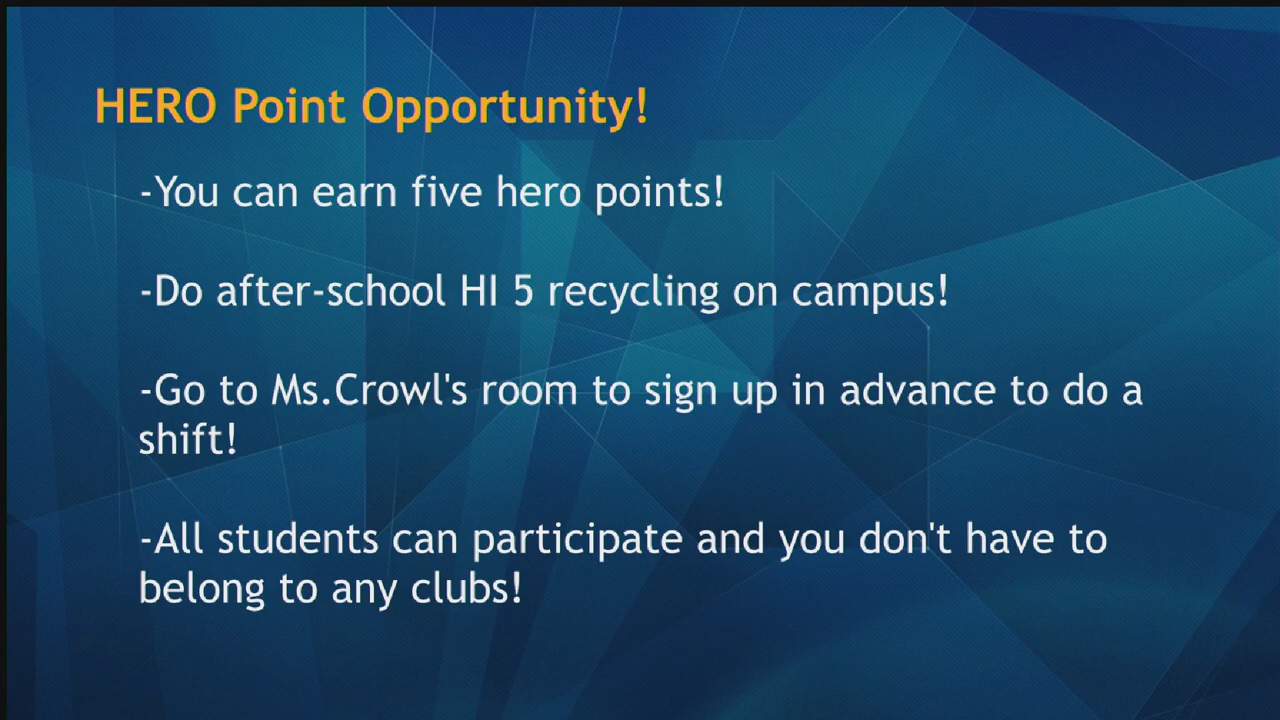 HERO Point Opportunity!
-You can earn five hero points!
-Do after-school HI 5 recycling on campus!
-Go to Ms.Crowl's room to sign up in advance to do a
shift!
-All students can participate and you don't have to
belong to any clubs!